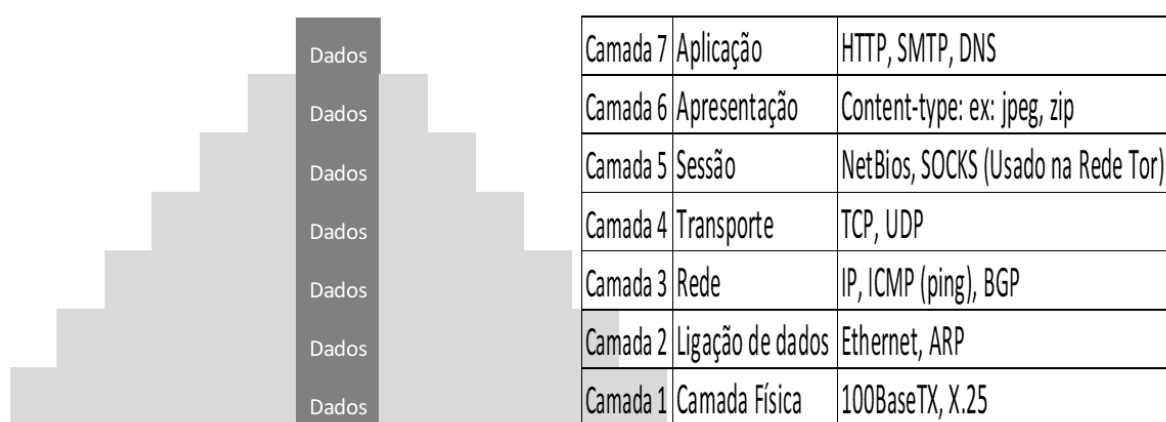 Dados Camada 7 Aplicação HTTP, SMTP, DNS
Dados Camada 6 Apresentação Content-type: ex: jpeg, zip
Dados Camada 5 Sessão NetBios, SOCKS (Usado na Rede Tor)
Dados Camada 4 Transporte TCP, UDP
Dados Camada 3 Rede IP, ICMP (ping), BGP
Dados Camada 2 Ligação de dados Ethernet, ARP
Dados Camada 1 Camada Física 100BaseTX, X.25